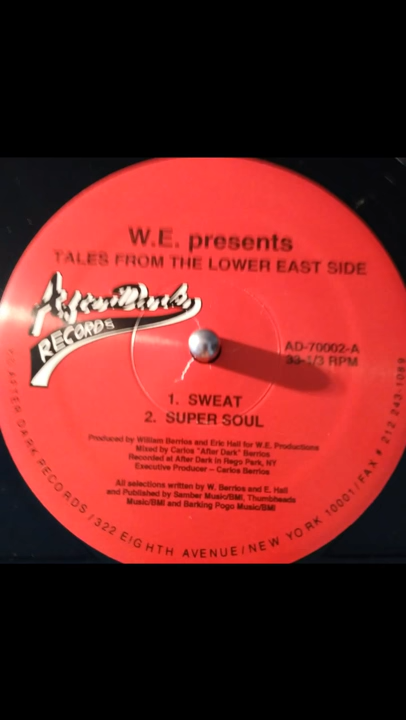 W.E. presents
TALES FROM THE LOWER EAST SIDE
After Dark
RECORDS
AD-70002-A
33-1/3 RPM
1. SWEAT
2. SUPER SOUL
Produced by William Berrios and Eric Hall for W.E. Productions
Mixed by Carlos "After Dark" Berrios
Recorded at After Dark in Rego Park, NY
Executive Producer – Carlos Berrios
All selections written by W. Berrios and E. Hall
and Published by Samber Music/BMI, Thumbheads
Music/BMI and Barking Pogo Music/BMI
AFTER DARK RECORDS / 322 EIGHTH AVENUE / NEW YORK 10001 / FAX # 212 243-1089